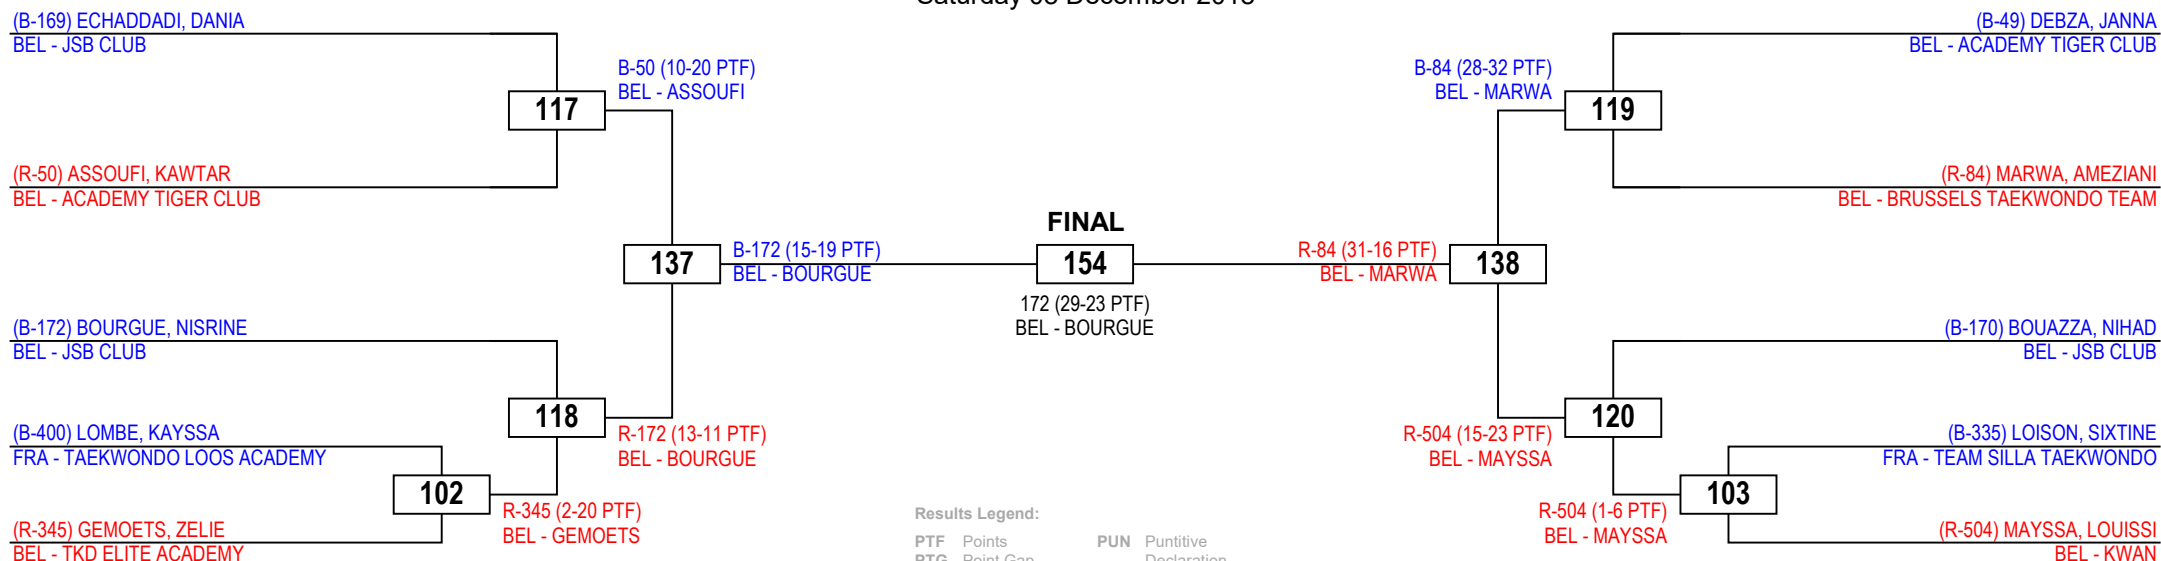 (B-169) ECHADDADI, DANIA
BEL - JSB CLUB
(R-50) ASSOUFI, KAWTAR
BEL - ACADEMY TIGER CLUB
(B-172) BOURGUE, NISRINE
BEL - JSB CLUB
(B-400) LOMBE, KAYSSA
FRA - TAEKWONDO LOOS ACADEMY
(R-345) GEMOETS, ZELIE
BEL - TKD ELITE ACADEMY
117
118
102
B-50 (10-20 PTF)
BEL - ASSOUFI
R-172 (13-11 PTF)
BEL - BOURGUE
R-345 (2-20 PTF)
BEL - GEMOETS
137
B-172 (15-19 PTF)
BEL - BOURGUE
FINAL
154
172 (29-23 PTF)
BEL - BOURGUE
R-84 (31-16 PTF)
BEL - MARWA
138
B-84 (28-32 PTF)
BEL - MARWA
R-504 (15-23 PTF)
BEL - MAYSSA
R-504 (1-6 PTF)
BEL - MAYSSA
119
120
103
(B-49) DEBZA, JANNA
BEL - ACADEMY TIGER CLUB
(R-84) MARWA, AMEZIANI
BEL - BRUSSELS TAEKWONDO TEAM
(B-170) BOUAZZA, NIHAD
BEL - JSB CLUB
(B-335) LOISON, SIXTINE
FRA - TEAM SILLA TAEKWONDO
(R-504) MAYSSA, LOUISSI
BEL - KWAN
Results Legend:
PTF Points PUN Puntitive
PTG Point Gap Declaration